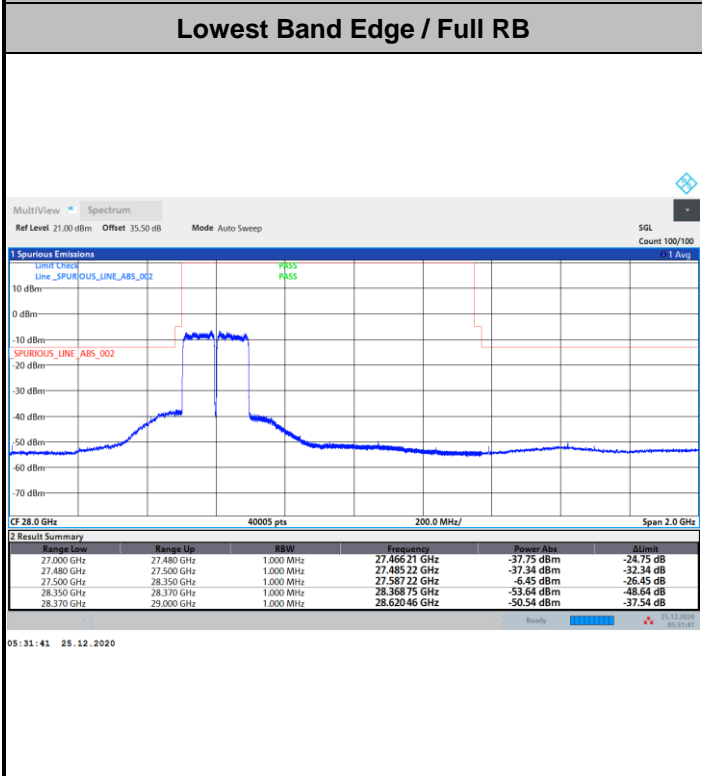 Lowest Band Edge / Full RB
MultiView Spectrum
Ref Level 21.00 dBm Offset 35.50 dB Mode Auto Sweep SGL
Count 100/100
1 Spurious Emissions 1 Avg
Limit Check PASS
Line _SPURIOUS_LINE_ABS_002 PASS
10 dBm
0 dBm
-10 dBm
_SPURIOUS_LINE_ABS_002
-20 dBm
-30 dBm
-40 dBm
-50 dBm
-60 dBm
-70 dBm
CF 28.0 GHz 40005 pts 200.0 MHz/ Span 2.0 GHz
2 Result Summary
Range Low Range Up RBW Frequency Power Abs ΔLimit
27.000 GHz 27.480 GHz 1.000 MHz 27.466 21 GHz -37.75 dBm -24.75 dB
27.480 GHz 27.500 GHz 1.000 MHz 27.485 22 GHz -37.34 dBm -32.34 dB
27.500 GHz 28.350 GHz 1.000 MHz 27.587 22 GHz -6.45 dBm -26.45 dB
28.350 GHz 28.370 GHz 1.000 MHz 28.368 75 GHz -53.64 dBm -48.64 dB
28.370 GHz 29.000 GHz 1.000 MHz 28.620 46 GHz -50.54 dBm -37.54 dB
Ready 25.12.2020
05:31:41
05:31:41 25.12.2020